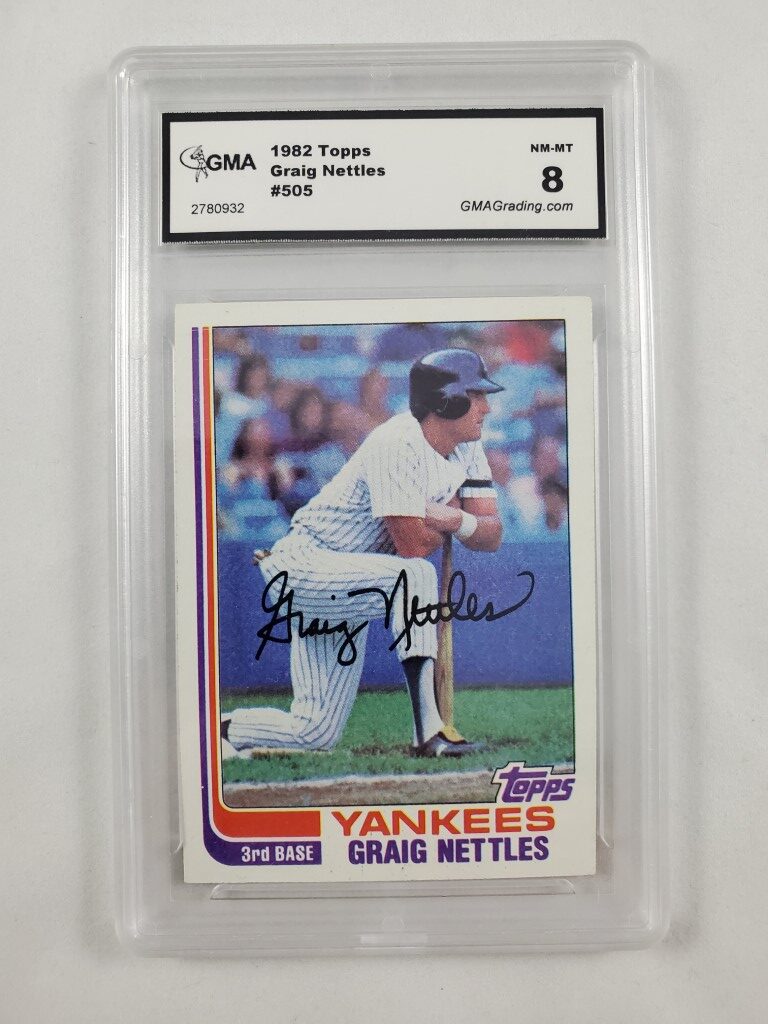 GMA
1982 Topps
Graig Nettles
#505
2780932
NM-MT
8
GMAGrading.com
Graig Nettles
Topps
YANKEES
3rd BASE
GRAIG NETTLES